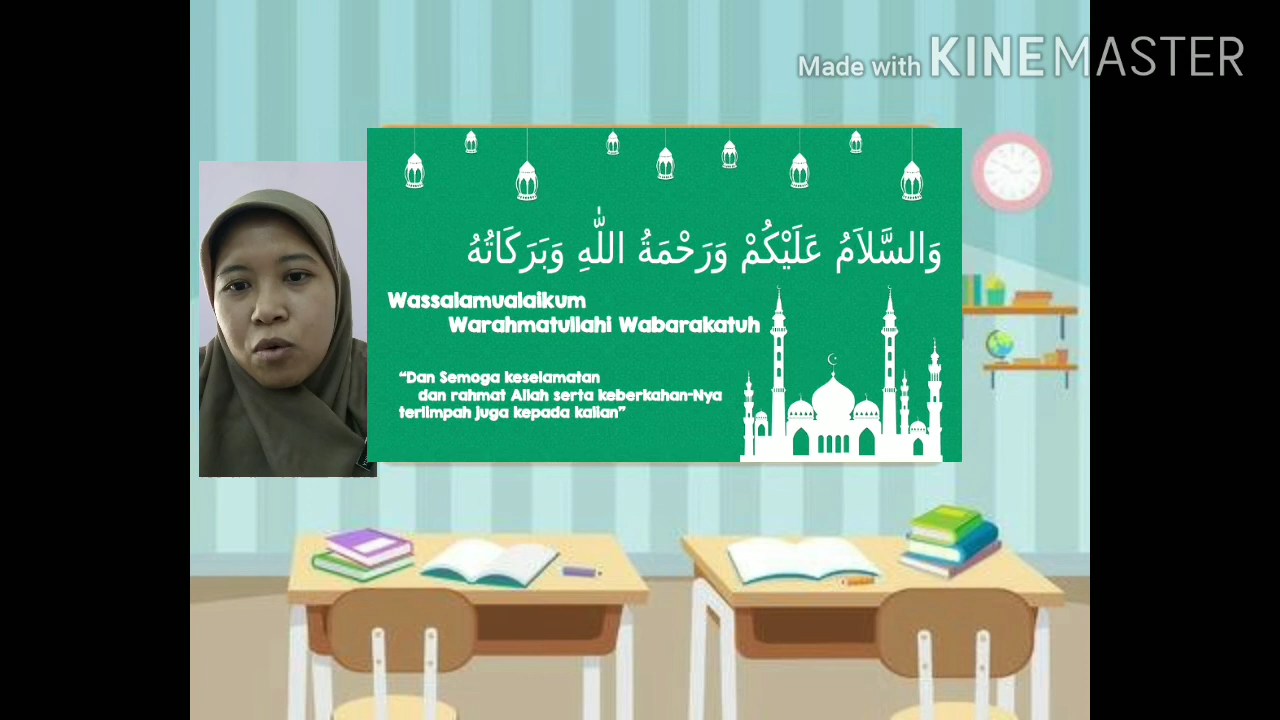 Made with KINEMASTER
وَالسَّلاَمُ عَلَيْكُمْ وَرَحْمَةُ اللّٰهِ وَبَرَكَاتُهُ
Wassalamualaikum
Warahmatullahi Wabarakatuh
“Dan Semoga keselamatan
dan rahmat Allah serta keberkahan-Nya
terlimpah juga kepada kalian”